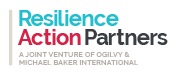 Resilience
Action Partners
A JOINT VENTURE OF OGILVY &
MICHAEL BAKER INTERNATIONAL